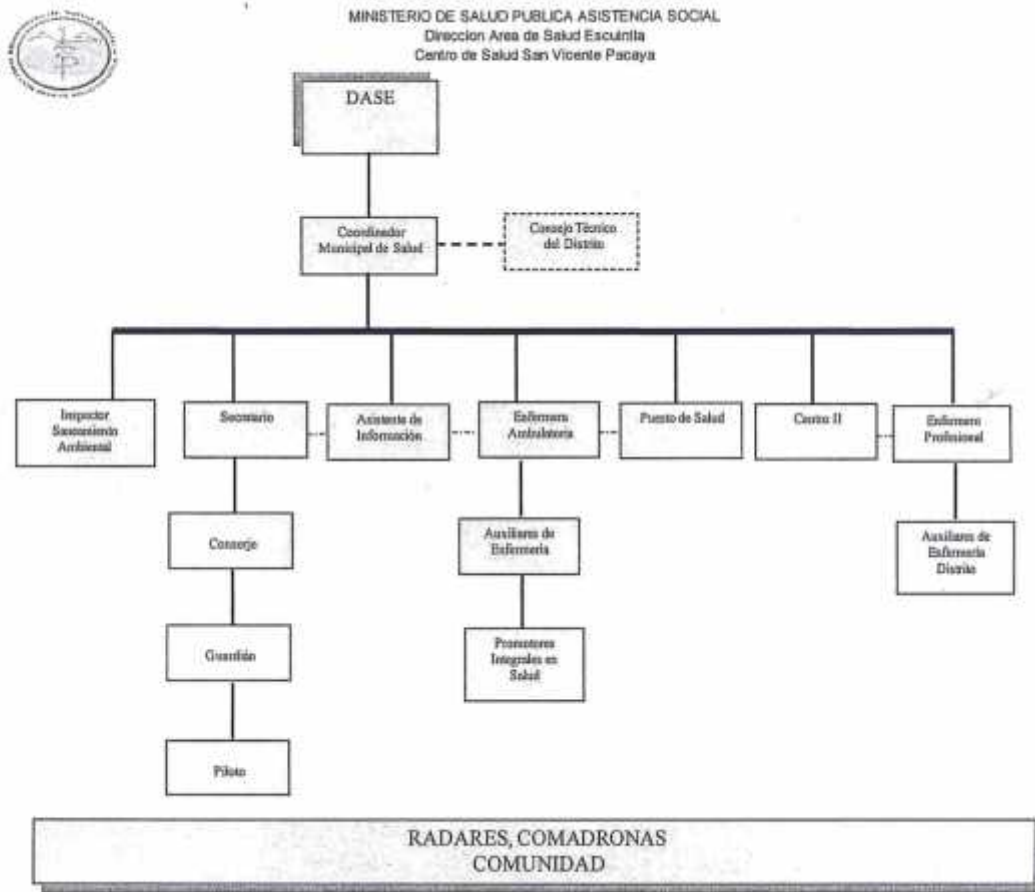 MINISTERIO DE SALUD PUBLICA ASISTENCIA SOCIAL
Direccion Area de Salud Escuintla
Centro de Salud San Vicente Pacaya
DASE
Coordinador
Municipal de Salud
Consejo Técnico
del Distrito
Inspector
Saneamiento
Ambiental
Secretario
Asistente de
Información
Enfermera
Ambulatoria
Puesto de Salud
Centro II
Enfermero
Profesional
Conserje
Auxiliares de
Enfermería
Auxiliares de
Enfermería
Distrito
Guardián
Promotores
Integrales en
Salud
Piloto
RADARES, COMADRONAS
COMUNIDAD